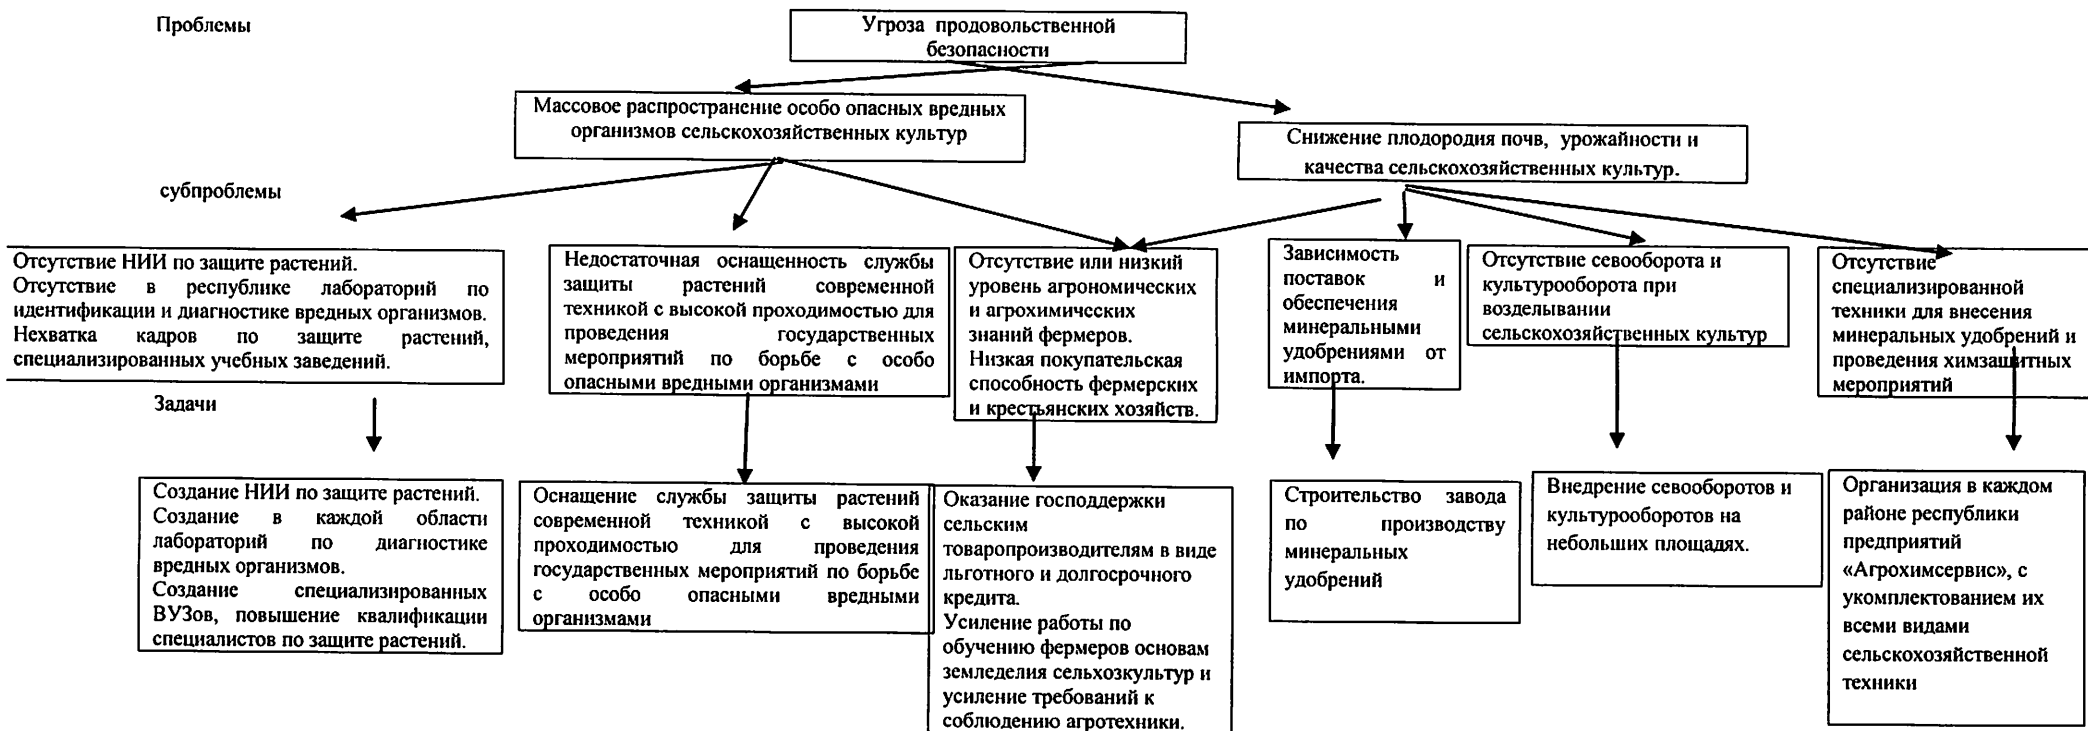 Проблемы
Угроза продовольственной
безопасности
Массовое распространение особо опасных вредных
организмов сельскохозяйственных культур
Снижение плодородия почв, урожайности и
качества сельскохозяйственных культур.
субпроблемы
Отсутствие НИИ по защите растений.
Отсутствие в республике лабораторий по
идентификации и диагностике вредных организмов.
Нехватка кадров по защите растений,
специализированных учебных заведений.
Недостаточная оснащенность службы
защиты растений современной
техникой с высокой проходимостью для
проведения государственных
мероприятий по борьбе с особо
опасными вредными организмами
Отсутствие или низкий
уровень агрономических
и агрохимических
знаний фермеров.
Низкая покупательская
способность фермерских
и крестьянских хозяйств.
Зависимость
поставок и
обеспечения
минеральными
удобрениями от
импорта.
Отсутствие севооборота и
культурооборота при
возделывании
сельскохозяйственных культур
Отсутствие
специализированной
техники для внесения
минеральных удобрений и
проведения химзащитных
мероприятий
Задачи
Создание НИИ по защите растений.
Создание в каждой области
лабораторий по диагностике
вредных организмов.
Создание специализированных
ВУЗов, повышение квалификации
специалистов по защите растений.
Оснащение службы защиты растений
современной техникой с высокой
проходимостью для проведения
государственных мероприятий по борьбе
с особо опасными вредными
организмами
Оказание господдержки
сельским
товаропроизводителям в виде
льготного и долгосрочного
кредита.
Усиление работы по
обучению фермеров основам
земледелия сельхозкультур и
усиление требований к
соблюдению агротехники.
Строительство завода
по производству
минеральных
удобрений
Внедрение севооборотов и
культурооборотов на
небольших площадях.
Организация в каждом
районе республики
предприятий
«Агрохимсервис», с
укомплектованием их
всеми видами
сельскохозяйственной
техники